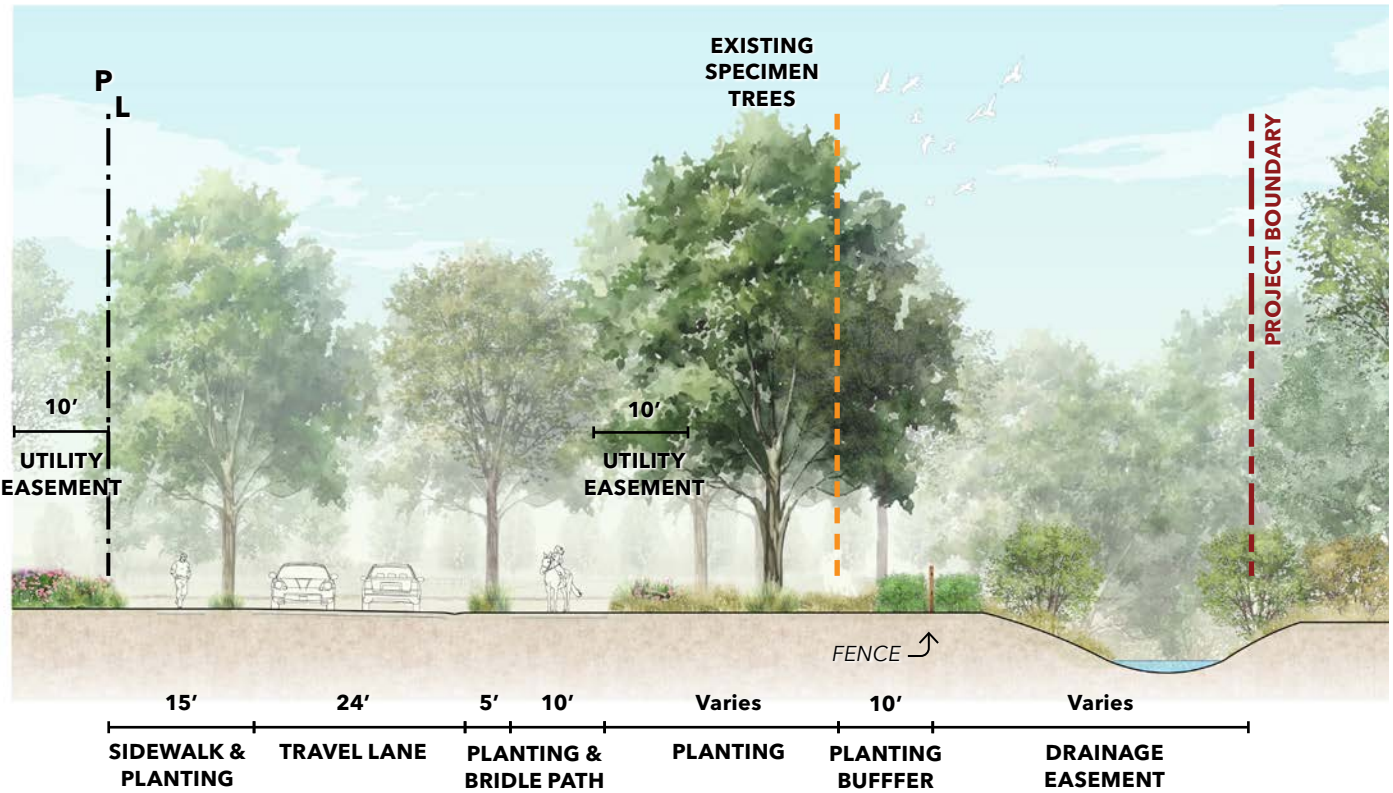 EXISTING
SPECIMEN
TREES
P
L
PROJECT BOUNDARY
10’
UTILITY
EASEMENT
10’
UTILITY
EASEMENT
FENCE
15’
24’
5’
10’
Varies
10’
Varies
SIDEWALK &
PLANTING
TRAVEL LANE
PLANTING &
BRIDLE PATH
PLANTING
PLANTING
BUFFFER
DRAINAGE
EASEMENT